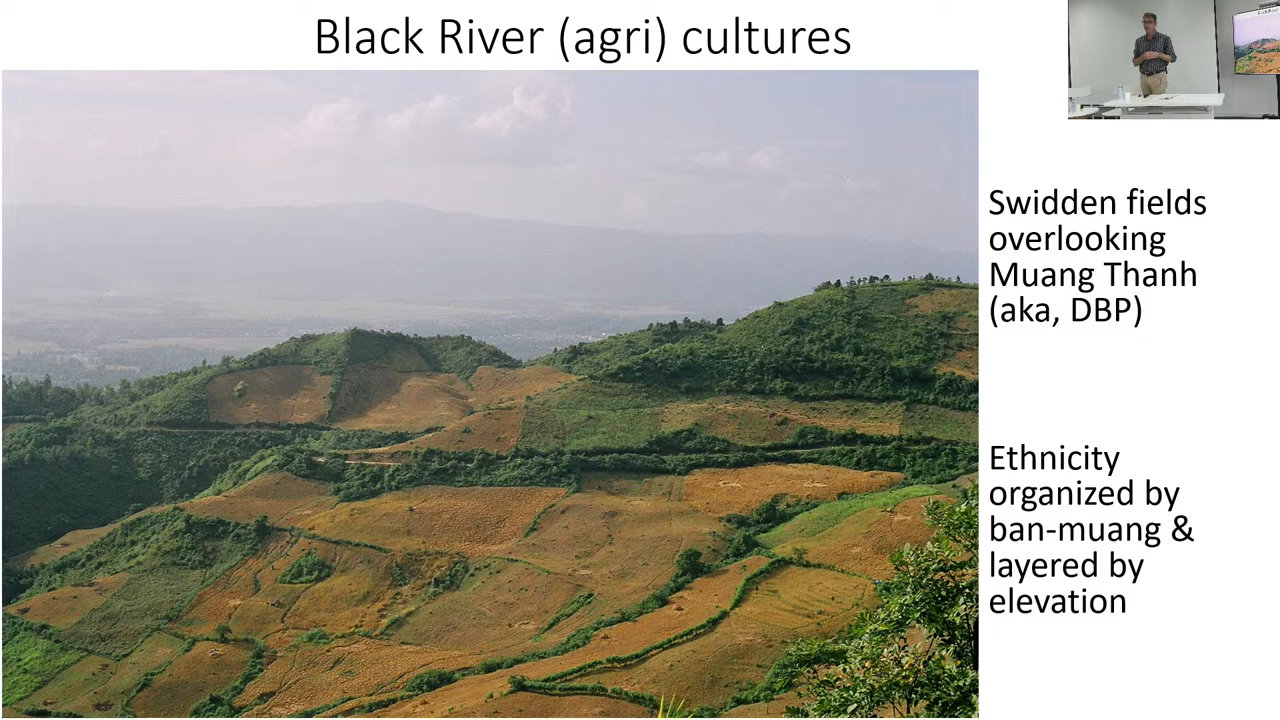 Black River (agri) cultures
Swidden fields
overlooking
Muang Thanh
(aka, DBP)
Ethnicity
organized by
ban-muang &
layered by
elevation